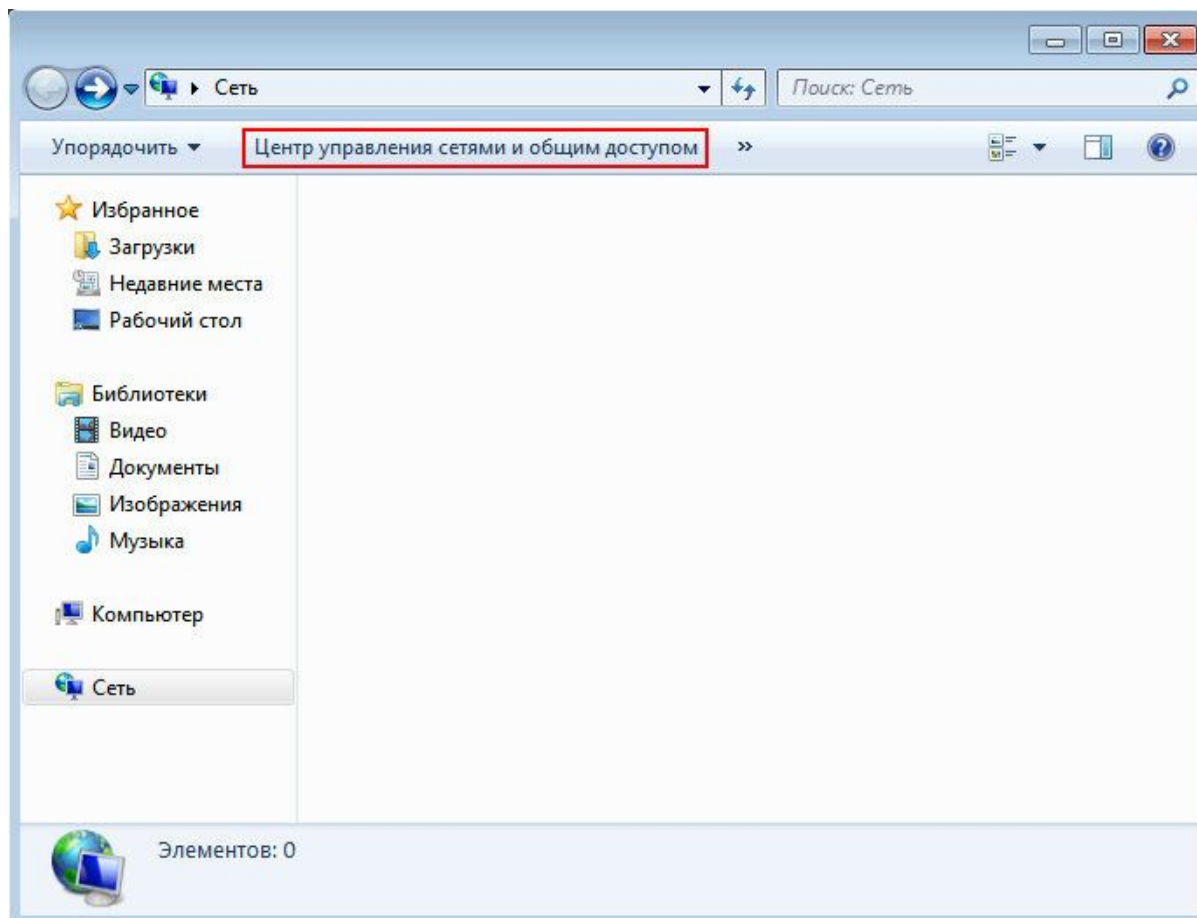 Сеть
Поиск: Сеть
Упорядочить Центр управления сетями и общим доступом »
Избранное
Загрузки
Недавние места
Рабочий стол
Библиотеки
Видео
Документы
Изображения
Музыка
Компьютер
Сеть
Элементов: 0